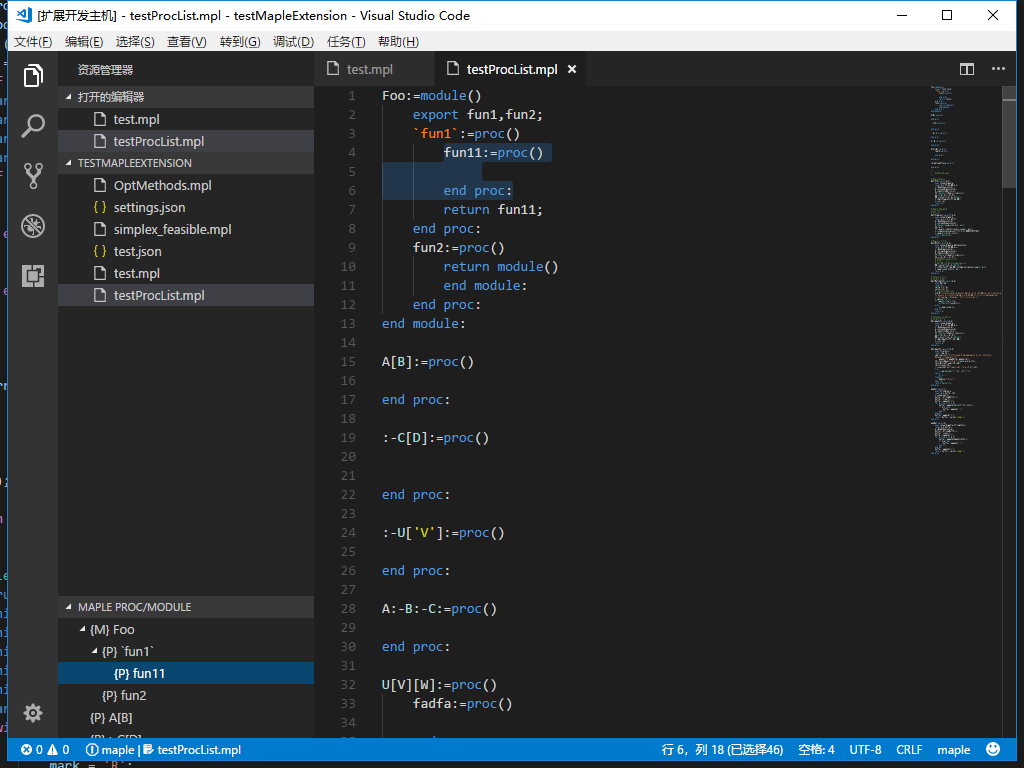 [扩展开发主机] - testProcList.mpl - testMapleExtension - Visual Studio Code
文件(F) 编辑(E) 选择(S) 查看(V) 转到(G) 调试(D) 任务(T) 帮助(H)
资源管理器
打开的编辑器
test.mpl
testProcList.mpl
TESTMAPLEEXTENSION
OptMethods.mpl
{ } settings.json
simplex_feasible.mpl
{ } test.json
test.mpl
testProcList.mpl
MAPLE PROC/MODULE
{M} Foo
{P} `fun1`
{P} fun11
{P} fun2
{P} A[B]
test.mpl testProcList.mpl
1 Foo:=module()
2 export fun1,fun2;
3 `fun1`:=proc()
4 fun11:=proc()
5
6 end proc:
7 return fun11;
8 end proc:
9 fun2:=proc()
10 return module()
11 end module:
12 end proc:
13 end module:
14
15 A[B]:=proc()
16
17 end proc:
18
19 :-C[D]:=proc()
20
21
22 end proc:
23
24 :-U['V']:=proc()
25
26 end proc:
27
28 A:-B:-C:=proc()
29
30 end proc:
31
32 U[V][W]:=proc()
33 fadfa:=proc()
34
0 0 maple | testProcList.mpl 行 6，列 18 (已选择46) 空格: 4 UTF-8 CRLF maple
mark = 'R':